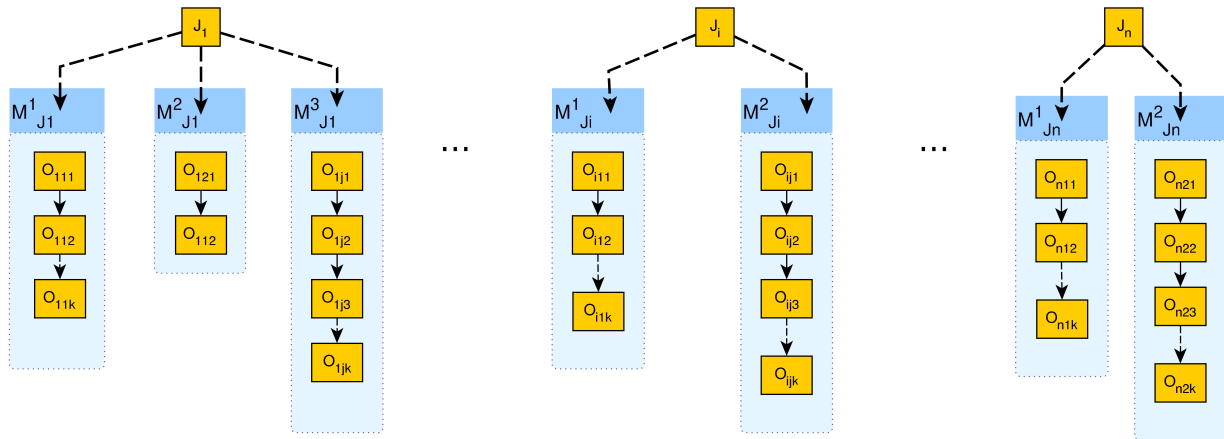 J1 Ji Jn
M1J1 M2J1 M3J1 M1Ji M2Ji M1Jn M2Jn
... ...
O111 O121 O1j1 Oi11 Oij1 On11 On21
O112 O112 O1j2 Oi12 Oij2 On12 On22
O11k O1j3 Oi1k Oij3 On1k On23
O1jk Oijk On2k